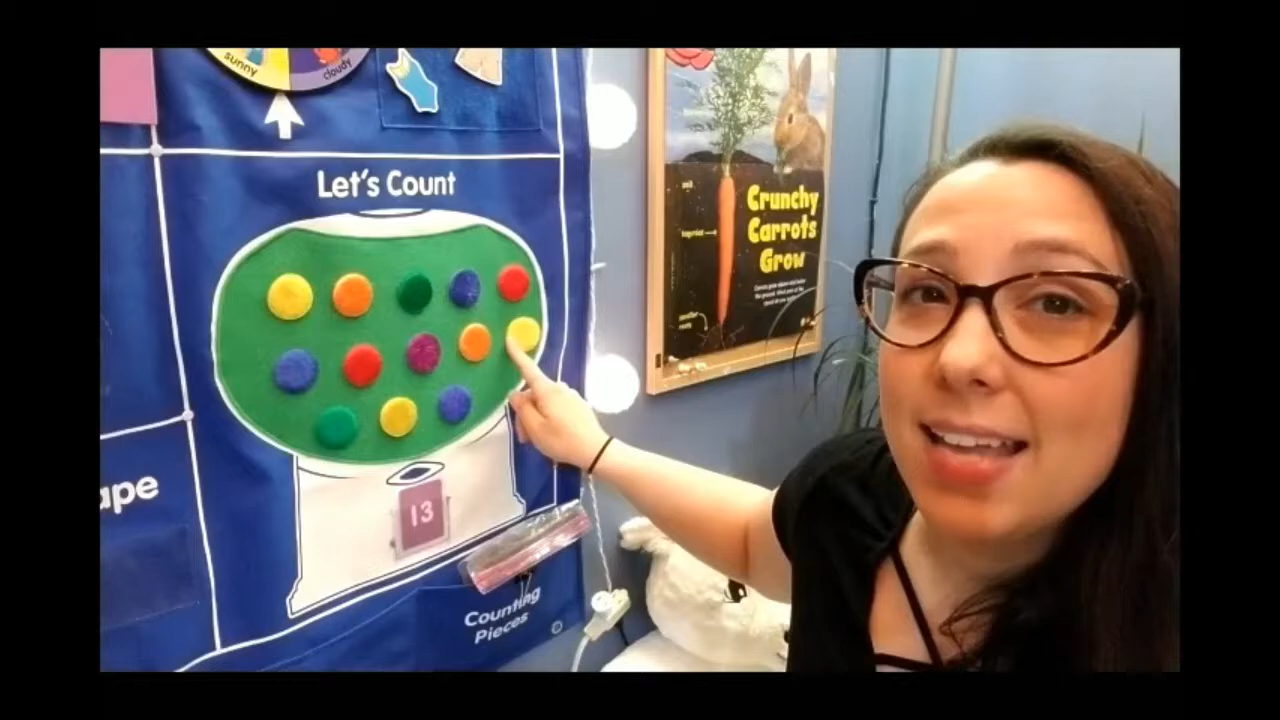 sunny
cloudy
Let's Count
Crunchy
Carrots
Grow
ape
13
Counting
Pieces